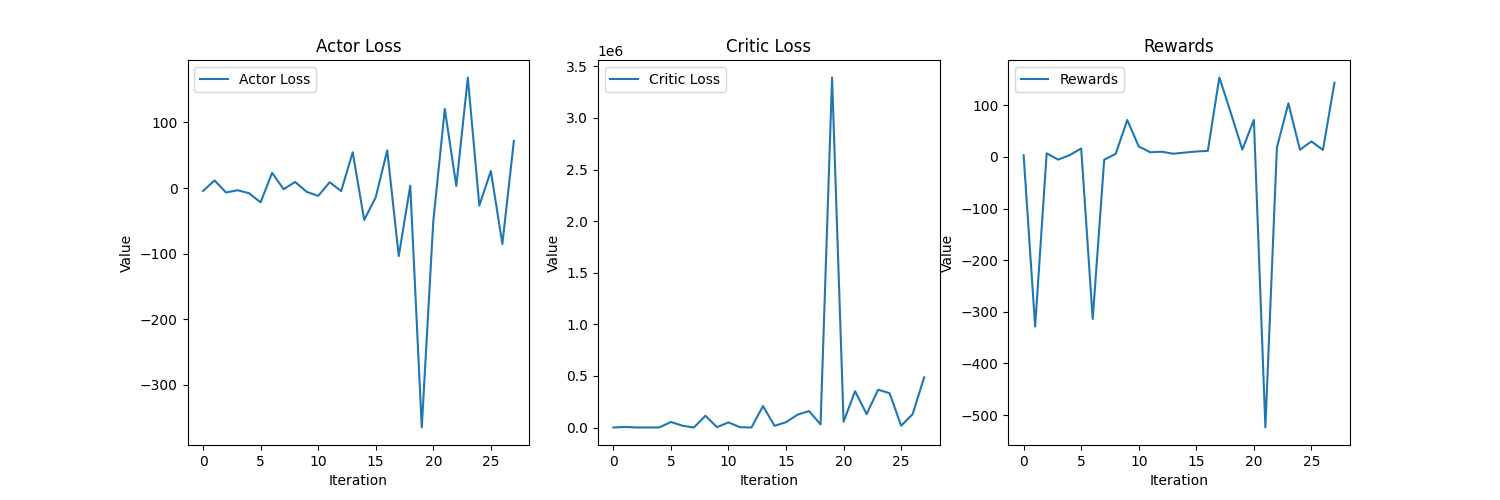 Actor Loss
Actor Loss
100
0
−100
−200
−300
Value
0 5 10 15 20 25
Iteration
Critic Loss
1e6
Critic Loss
3.5
3.0
2.5
2.0
1.5
1.0
0.5
0.0
Value
0 5 10 15 20 25
Iteration
Rewards
Rewards
100
0
−100
−200
−300
−400
−500
Value
0 5 10 15 20 25
Iteration